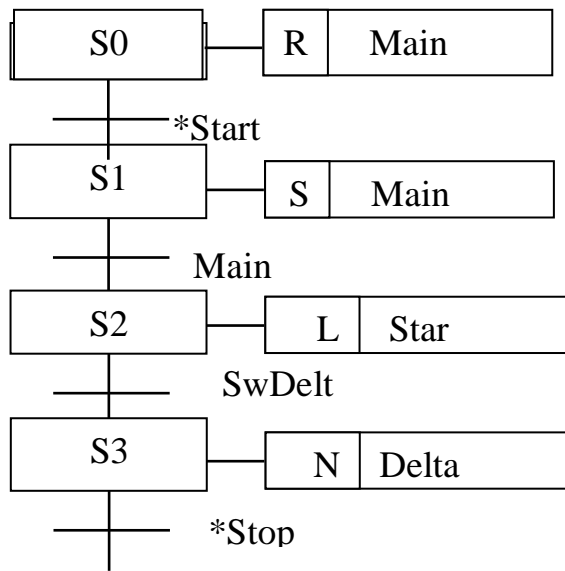 S0 R Main
*Start
S1 S Main
Main
S2 L Star
SwDelt
S3 N Delta
*Stop